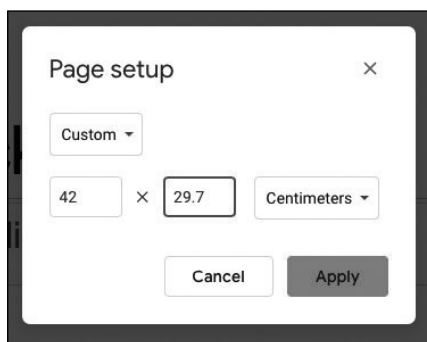 Page setup ×
Custom
42 × 29.7 Centimeters
Cancel Apply